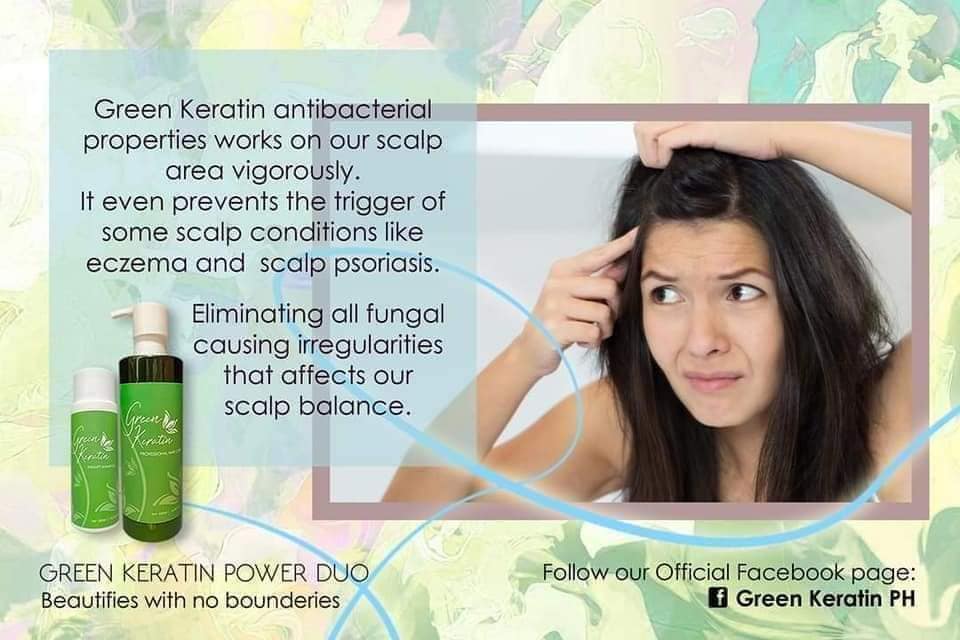 Green Keratin antibacterial
properties works on our scalp
area vigorously.
It even prevents the trigger of
some scalp conditions like
eczema and scalp psoriasis.
Eliminating all fungal
causing irregularities
that affects our
scalp balance.
Green
Keratin
Green
Keratin
GREEN KERATIN POWER DUO
Beautifies with no bounderies
Follow our Official Facebook page:
f Green Keratin PH